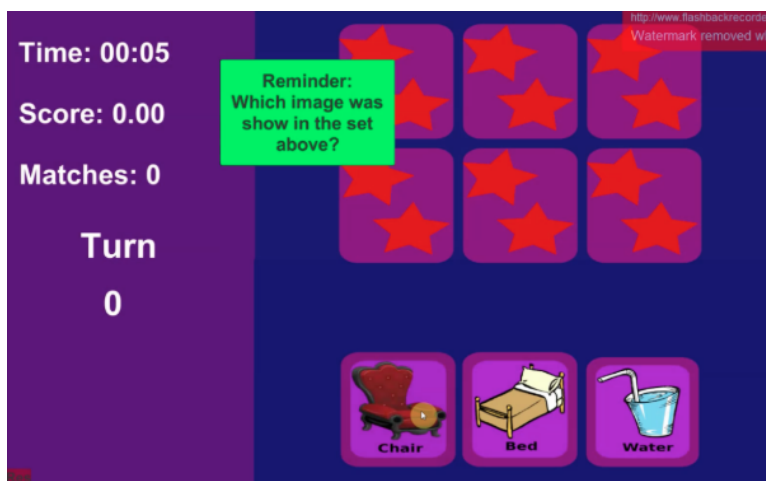 http://www.flashbackrecorde
Watermark removed w
Time: 00:05
Score: 0.00
Matches: 0
Turn
0
Reminder:
Which image was
show in the set
above?
Chair
Bed
Water